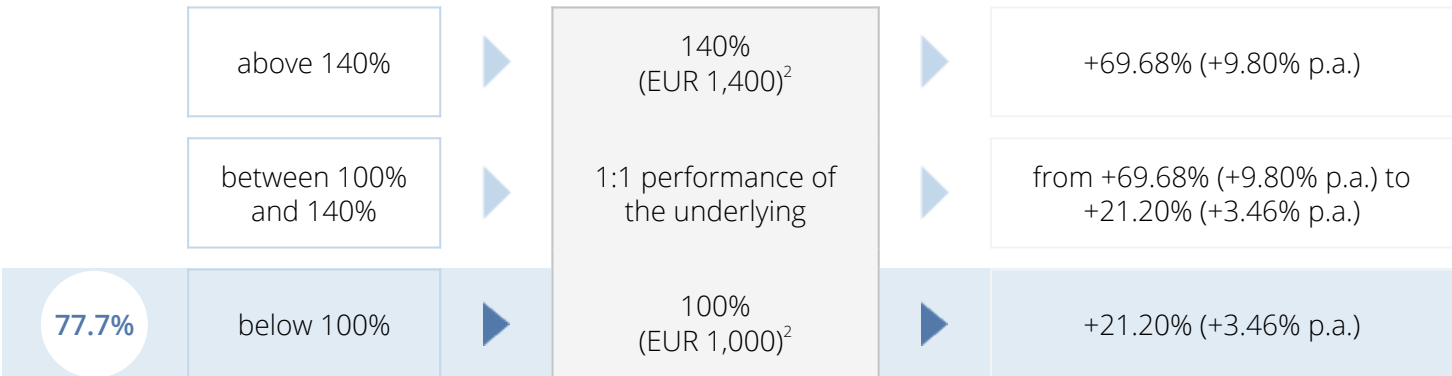 above 140%
140%
(EUR 1,400)²
+69.68% (+9.80% p.a.)
between 100%
and 140%
1:1 performance of
the underlying
from +69.68% (+9.80% p.a.) to
+21.20% (+3.46% p.a.)
77.7%
below 100%
100%
(EUR 1,000)²
+21.20% (+3.46% p.a.)